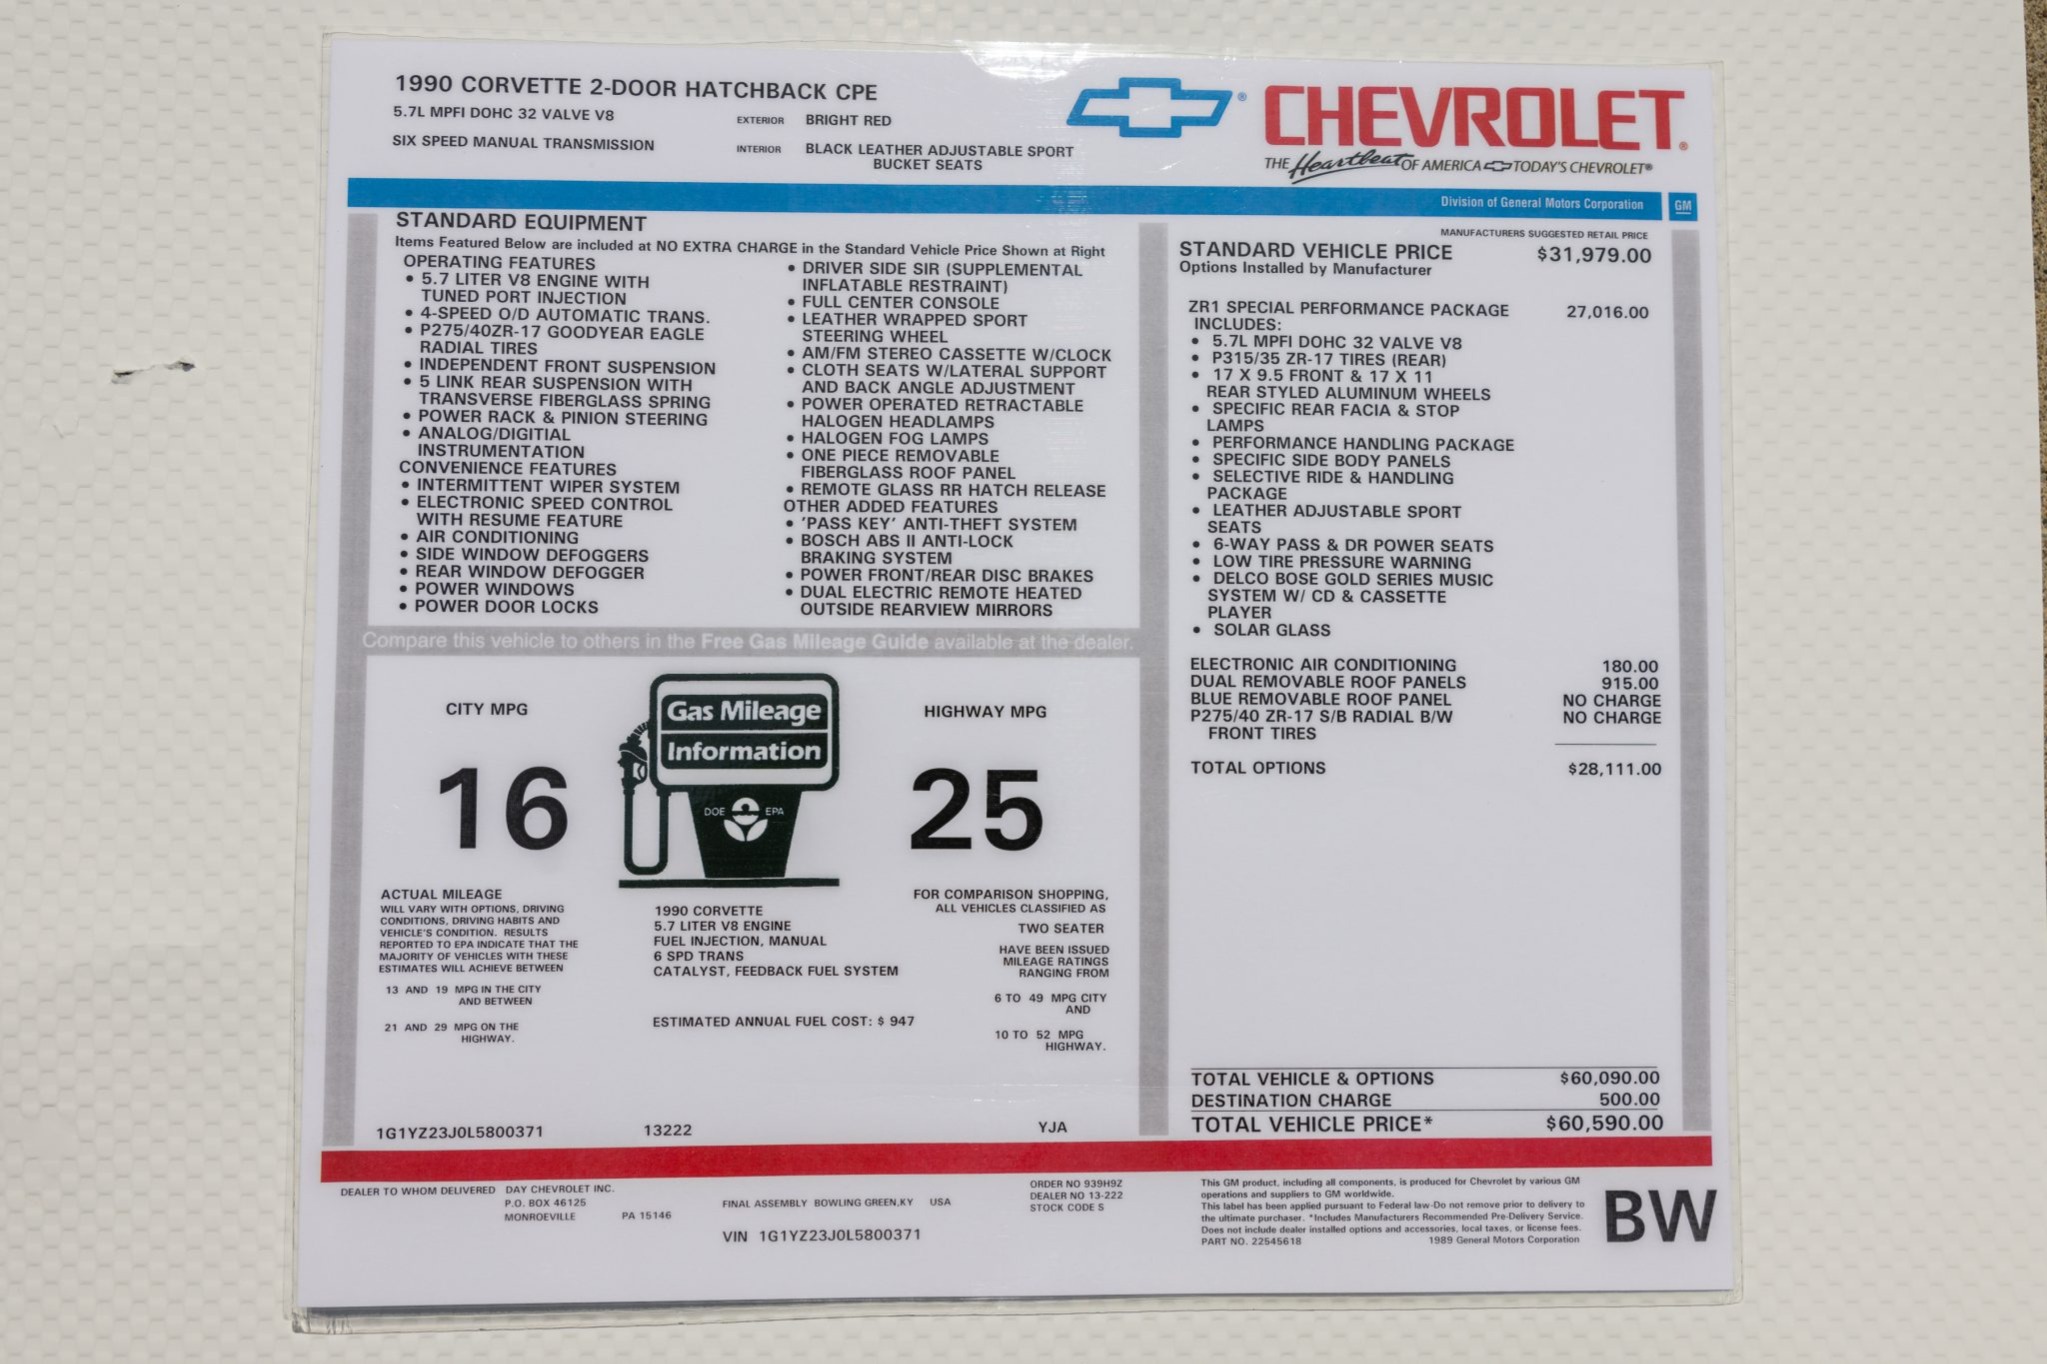 1990 CORVETTE 2-DOOR HATCHBACK CPE
5.7L MPFI DOHC 32 VALVE V8
SIX SPEED MANUAL TRANSMISSION
EXTERIOR BRIGHT RED
INTERIOR BLACK LEATHER ADJUSTABLE SPORT
BUCKET SEATS
® CHEVROLET®
THE Heartbeat OF AMERICA TODAY'S CHEVROLET®
Division of General Motors Corporation GM
STANDARD EQUIPMENT
Items Featured Below are included at NO EXTRA CHARGE in the Standard Vehicle Price Shown at Right
OPERATING FEATURES
• 5.7 LITER V8 ENGINE WITH
TUNED PORT INJECTION
• 4-SPEED O/D AUTOMATIC TRANS.
• P275/40ZR-17 GOODYEAR EAGLE
RADIAL TIRES
• INDEPENDENT FRONT SUSPENSION
• 5 LINK REAR SUSPENSION WITH
TRANSVERSE FIBERGLASS SPRING
• POWER RACK & PINION STEERING
• ANALOG/DIGITIAL
INSTRUMENTATION
CONVENIENCE FEATURES
• INTERMITTENT WIPER SYSTEM
• ELECTRONIC SPEED CONTROL
WITH RESUME FEATURE
• AIR CONDITIONING
• SIDE WINDOW DEFOGGERS
• REAR WINDOW DEFOGGER
• POWER WINDOWS
• POWER DOOR LOCKS
• DRIVER SIDE SIR (SUPPLEMENTAL
INFLATABLE RESTRAINT)
• FULL CENTER CONSOLE
• LEATHER WRAPPED SPORT
STEERING WHEEL
• AM/FM STEREO CASSETTE W/CLOCK
• CLOTH SEATS W/LATERAL SUPPORT
AND BACK ANGLE ADJUSTMENT
• POWER OPERATED RETRACTABLE
HALOGEN HEADLAMPS
• HALOGEN FOG LAMPS
• ONE PIECE REMOVABLE
FIBERGLASS ROOF PANEL
• REMOTE GLASS RR HATCH RELEASE
OTHER ADDED FEATURES
• 'PASS KEY' ANTI-THEFT SYSTEM
• BOSCH ABS II ANTI-LOCK
BRAKING SYSTEM
• POWER FRONT/REAR DISC BRAKES
• DUAL ELECTRIC REMOTE HEATED
OUTSIDE REARVIEW MIRRORS
MANUFACTURERS SUGGESTED RETAIL PRICE
STANDARD VEHICLE PRICE $31,979.00
Options Installed by Manufacturer
ZR1 SPECIAL PERFORMANCE PACKAGE 27,016.00
INCLUDES:
• 5.7L MPFI DOHC 32 VALVE V8
• P315/35 ZR-17 TIRES (REAR)
• 17 X 9.5 FRONT & 17 X 11
REAR STYLED ALUMINUM WHEELS
• SPECIFIC REAR FACIA & STOP
LAMPS
• PERFORMANCE HANDLING PACKAGE
• SPECIFIC SIDE BODY PANELS
• SELECTIVE RIDE & HANDLING
PACKAGE
• LEATHER ADJUSTABLE SPORT
SEATS
• 6-WAY PASS & DR POWER SEATS
• LOW TIRE PRESSURE WARNING
• DELCO BOSE GOLD SERIES MUSIC
SYSTEM W/ CD & CASSETTE
PLAYER
• SOLAR GLASS
ELECTRONIC AIR CONDITIONING 180.00
DUAL REMOVABLE ROOF PANELS 915.00
BLUE REMOVABLE ROOF PANEL NO CHARGE
P275/40 ZR-17 S/B RADIAL B/W NO CHARGE
FRONT TIRES
TOTAL OPTIONS $28,111.00
TOTAL VEHICLE & OPTIONS $60,090.00
DESTINATION CHARGE 500.00
TOTAL VEHICLE PRICE* $60,590.00
Compare this vehicle to others in the Free Gas Mileage Guide available at the dealer.
CITY MPG
16
Gas Mileage
Information
DOE EPA
HIGHWAY MPG
25
ACTUAL MILEAGE
WILL VARY WITH OPTIONS, DRIVING
CONDITIONS, DRIVING HABITS AND
VEHICLE'S CONDITION. RESULTS
REPORTED TO EPA INDICATE THAT THE
MAJORITY OF VEHICLES WITH THESE
ESTIMATES WILL ACHIEVE BETWEEN
13 AND 19 MPG IN THE CITY
AND BETWEEN
21 AND 29 MPG ON THE
HIGHWAY.
1990 CORVETTE
5.7 LITER V8 ENGINE
FUEL INJECTION, MANUAL
6 SPD TRANS
CATALYST, FEEDBACK FUEL SYSTEM
ESTIMATED ANNUAL FUEL COST: $ 947
FOR COMPARISON SHOPPING,
ALL VEHICLES CLASSIFIED AS
TWO SEATER
HAVE BEEN ISSUED
MILEAGE RATINGS
RANGING FROM
6 TO 49 MPG CITY
AND
10 TO 52 MPG
HIGHWAY.
1G1YZ23J0L5800371 13222 YJA
DEALER TO WHOM DELIVERED DAY CHEVROLET INC.
P.O. BOX 46125
MONROEVILLE PA 15146
FINAL ASSEMBLY BOWLING GREEN,KY USA
VIN 1G1YZ23J0L5800371
ORDER NO 939H9Z
DEALER NO 13-222
STOCK CODE S
This GM product, including all components, is produced for Chevrolet by various GM
operations and suppliers to GM worldwide.
This label has been applied pursuant to Federal law-Do not remove prior to delivery to
the ultimate purchaser. *Includes Manufacturers Recommended Pre-Delivery Service.
Does not include dealer installed options and accessories, local taxes, or license fees.
PART NO. 22545618 1989 General Motors Corporation
BW